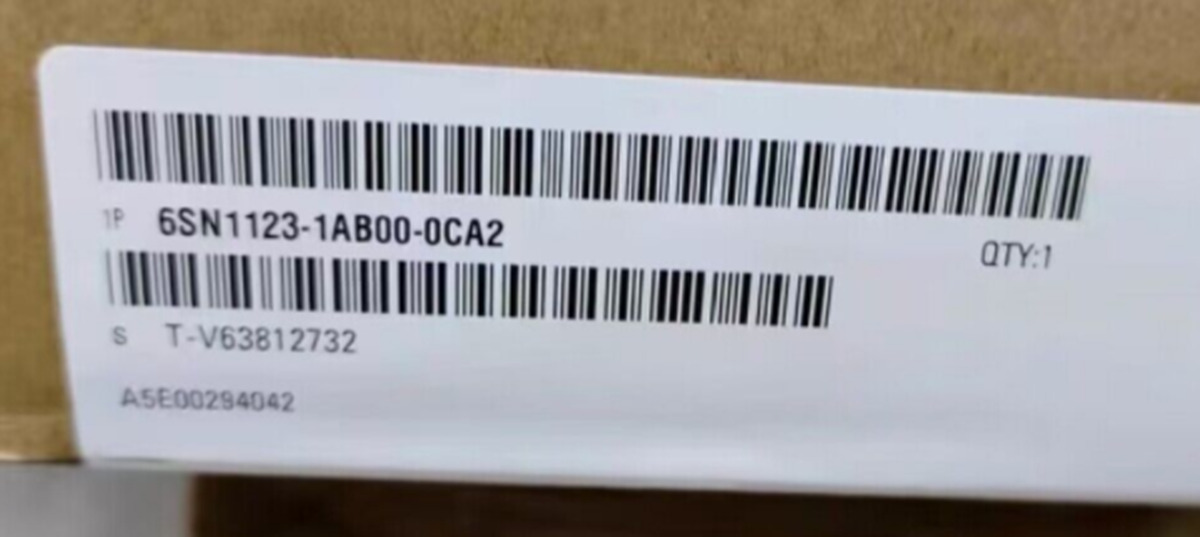 1P 6SN1123-1AB00-0CA2
QTY:1
S T-V63812732
A5E00294042